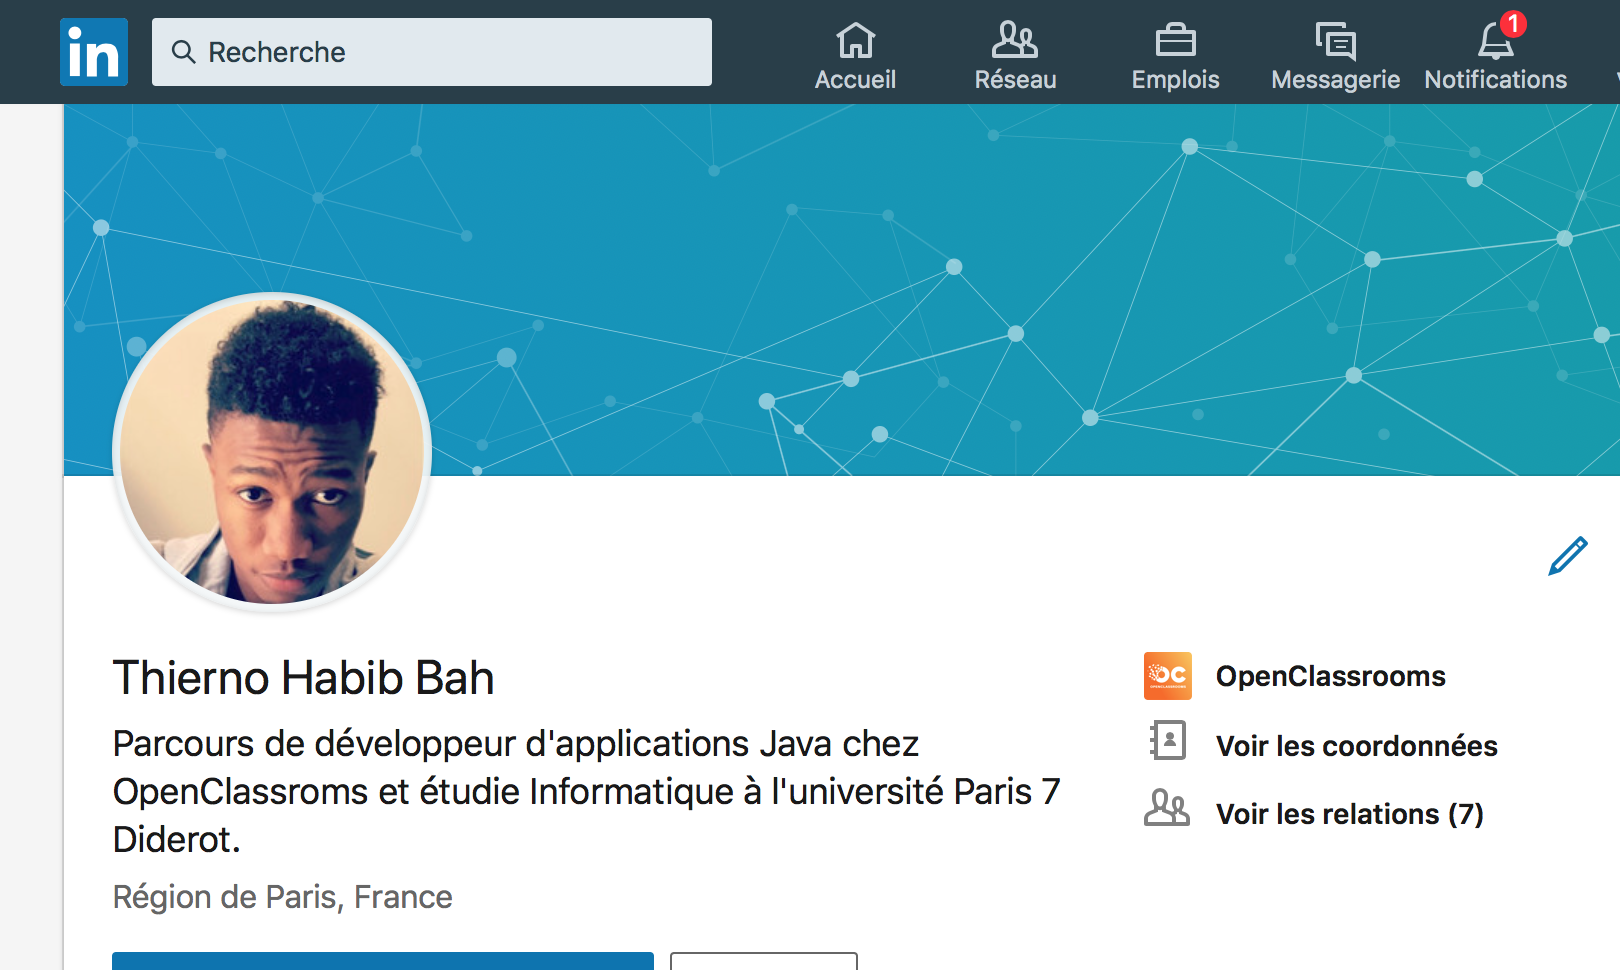 in
Recherche
Accueil
Réseau
Emplois
Messagerie
1
Notifications
Thierno Habib Bah
Parcours de développeur d'applications Java chez
OpenClassroms et étudie Informatique à l'université Paris 7
Diderot.
Région de Paris, France
OC
OPENCLASSROOMS
OpenClassrooms
Voir les coordonnées
Voir les relations (7)